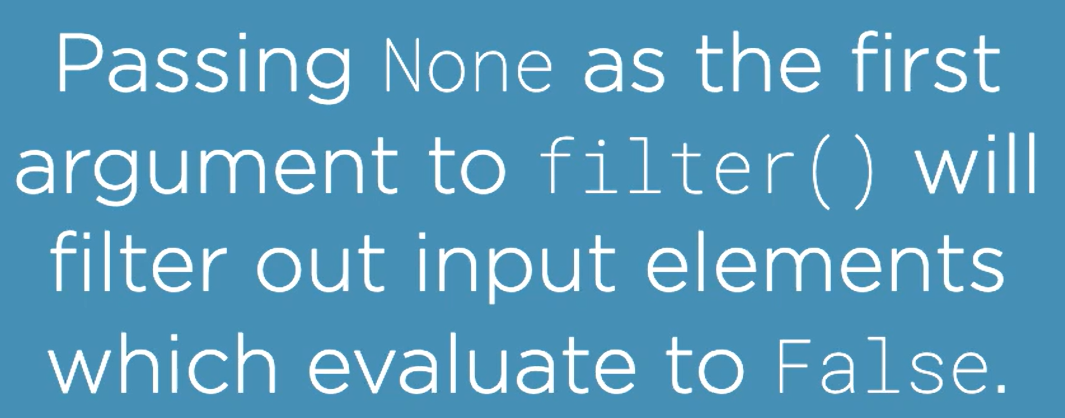 Passing None as the first
argument to filter() will
filter out input elements
which evaluate to False.